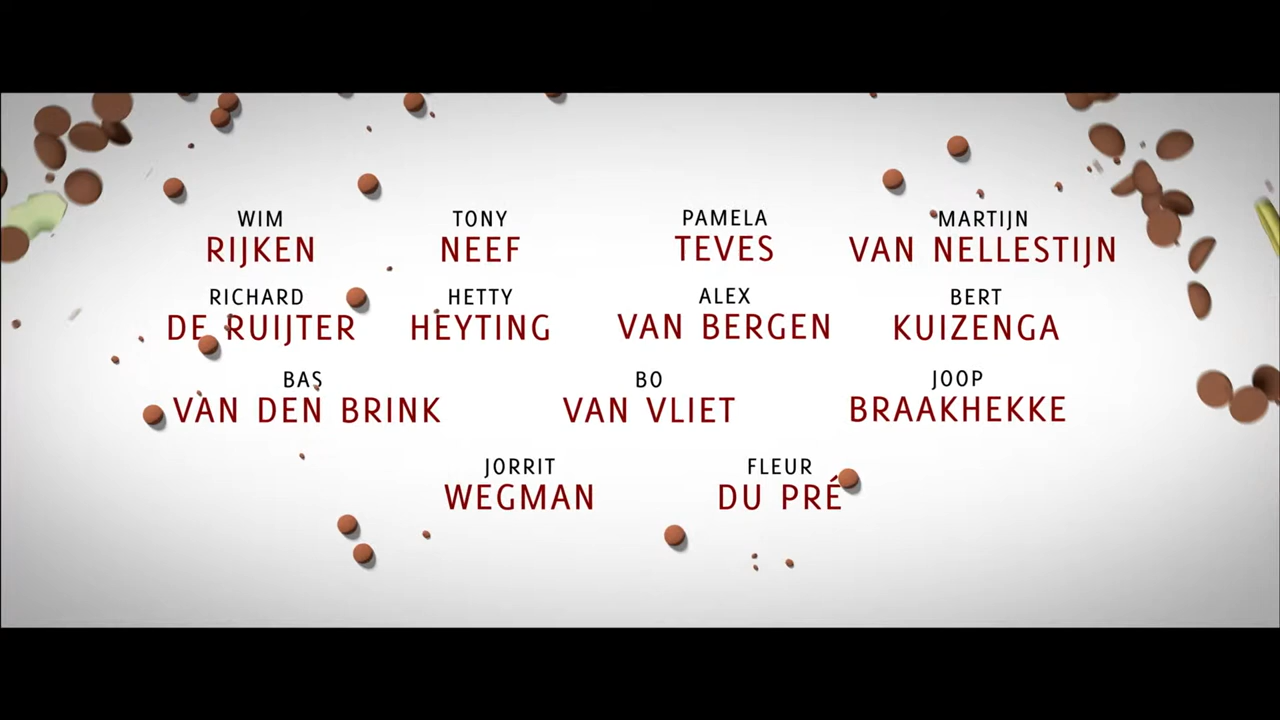 WIM TONY PAMELA MARTIJN
RIJKEN NEEF TEVES VAN NELLESTIJN
RICHARD HETTY ALEX BERT
DE RUIJTER HEYTING VAN BERGEN KUIZENGA
BAS BO JOOP
VAN DEN BRINK VAN VLIET BRAAKHEKKE
JORRIT FLEUR
WEGMAN DU PRÉ